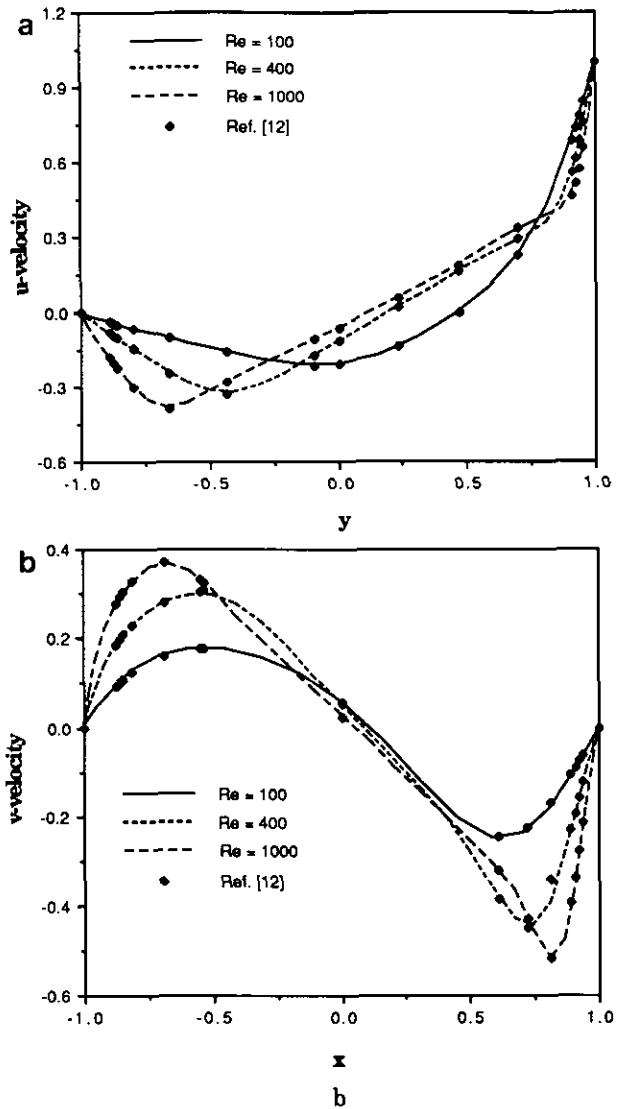 a
1.2
0.9
0.6
0.3
0.0
-0.3
-0.6
u-velocity
Re = 100
Re = 400
Re = 1000
Ref. [12]
-1.0 -0.5 0.0 0.5 1.0
y
b
0.4
0.2
0.0
-0.2
-0.4
-0.6
v-velocity
Re = 100
Re = 400
Re = 1000
Ref. [12]
-1.0 -0.5 0.0 0.5 1.0
x
b